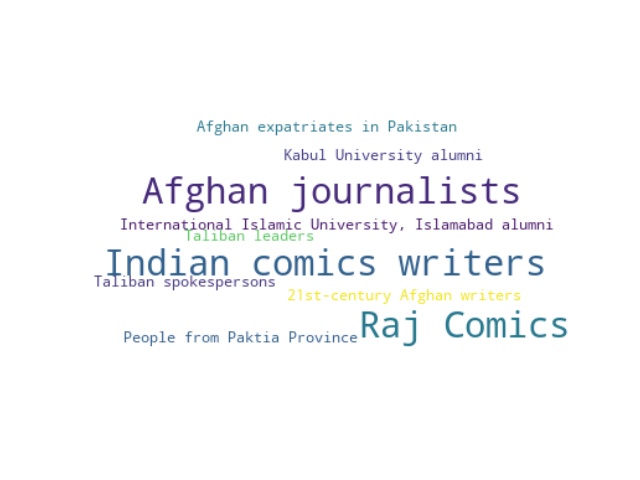 Afghan expatriates in Pakistan
Kabul University alumni
Afghan journalists
International Islamic University, Islamabad alumni
Taliban leaders
Indian comics writers
Taliban spokespersons
21st-century Afghan writers
Raj Comics
People from Paktia Province